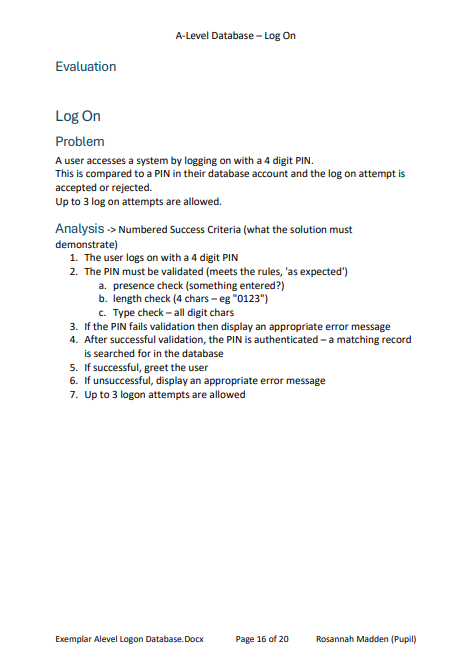 A-Level Database – Log On
Evaluation
Log On
Problem
A user accesses a system by logging on with a 4 digit PIN.
This is compared to a PIN in their database account and the log on attempt is
accepted or rejected.
Up to 3 log on attempts are allowed.
Analysis -> Numbered Success Criteria (what the solution must
demonstrate)
1. The user logs on with a 4 digit PIN
2. The PIN must be validated (meets the rules, 'as expected')
a. presence check (something entered?)
b. length check (4 chars – eg "0123")
c. Type check – all digit chars
3. If the PIN fails validation then display an appropriate error message
4. After successful validation, the PIN is authenticated – a matching record
is searched for in the database
5. If successful, greet the user
6. If unsuccessful, display an appropriate error message
7. Up to 3 logon attempts are allowed
Exemplar Alevel Logon Database.Docx Page 16 of 20 Rosannah Madden (Pupil)